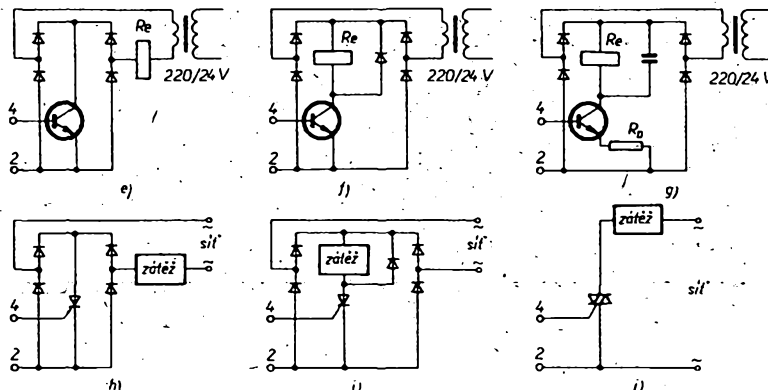 Re
220/24 V
4
2
e)
Re
220/24 V
4
2
f)
Re
220/24 V
4
R₀
2
g)
~
síť
~
zátěž
4
2
h)
~
síť
~
zátěž
4
2
i)
zátěž
~
síť
4
2
~
j)